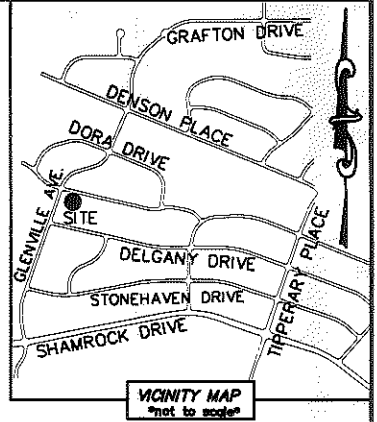 GRAFTON DRIVE
DENSON PLACE
DORA DRIVE
GLENVILLE AVE.
SITE
DELGANY DRIVE
TIPPERARY PLACE
STONEHAVEN DRIVE
SHAMROCK DRIVE
VICINITY MAP
*not to scale*